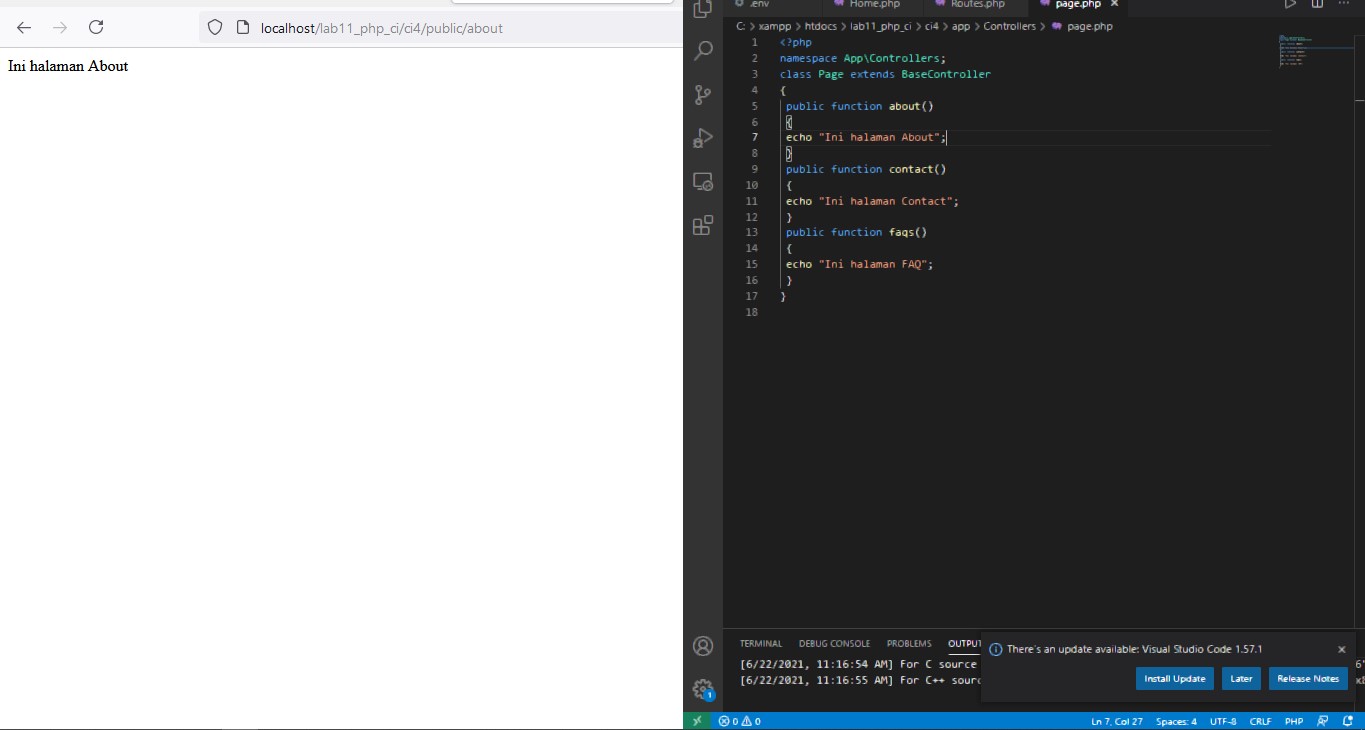 localhost/lab11_php_ci/ci4/public/about
Ini halaman About
.env Home.php Routes.php page.php
C: > xampp > htdocs > lab11_php_ci > ci4 > app > Controllers > page.php
1 <?php
2 namespace App\Controllers;
3 class Page extends BaseController
4 {
5 public function about()
6 {
7 echo "Ini halaman About";
8 }
9 public function contact()
10 {
11 echo "Ini halaman Contact";
12 }
13 public function faqs()
14 {
15 echo "Ini halaman FAQ";
16 }
17 }
18
TERMINAL DEBUG CONSOLE PROBLEMS OUTPUT
[6/22/2021, 11:16:54 AM] For C source
[6/22/2021, 11:16:55 AM] For C++ sourc
There's an update available: Visual Studio Code 1.57.1
Install Update Later Release Notes
1
0 0 Ln 7, Col 27 Spaces: 4 UTF-8 CRLF PHP